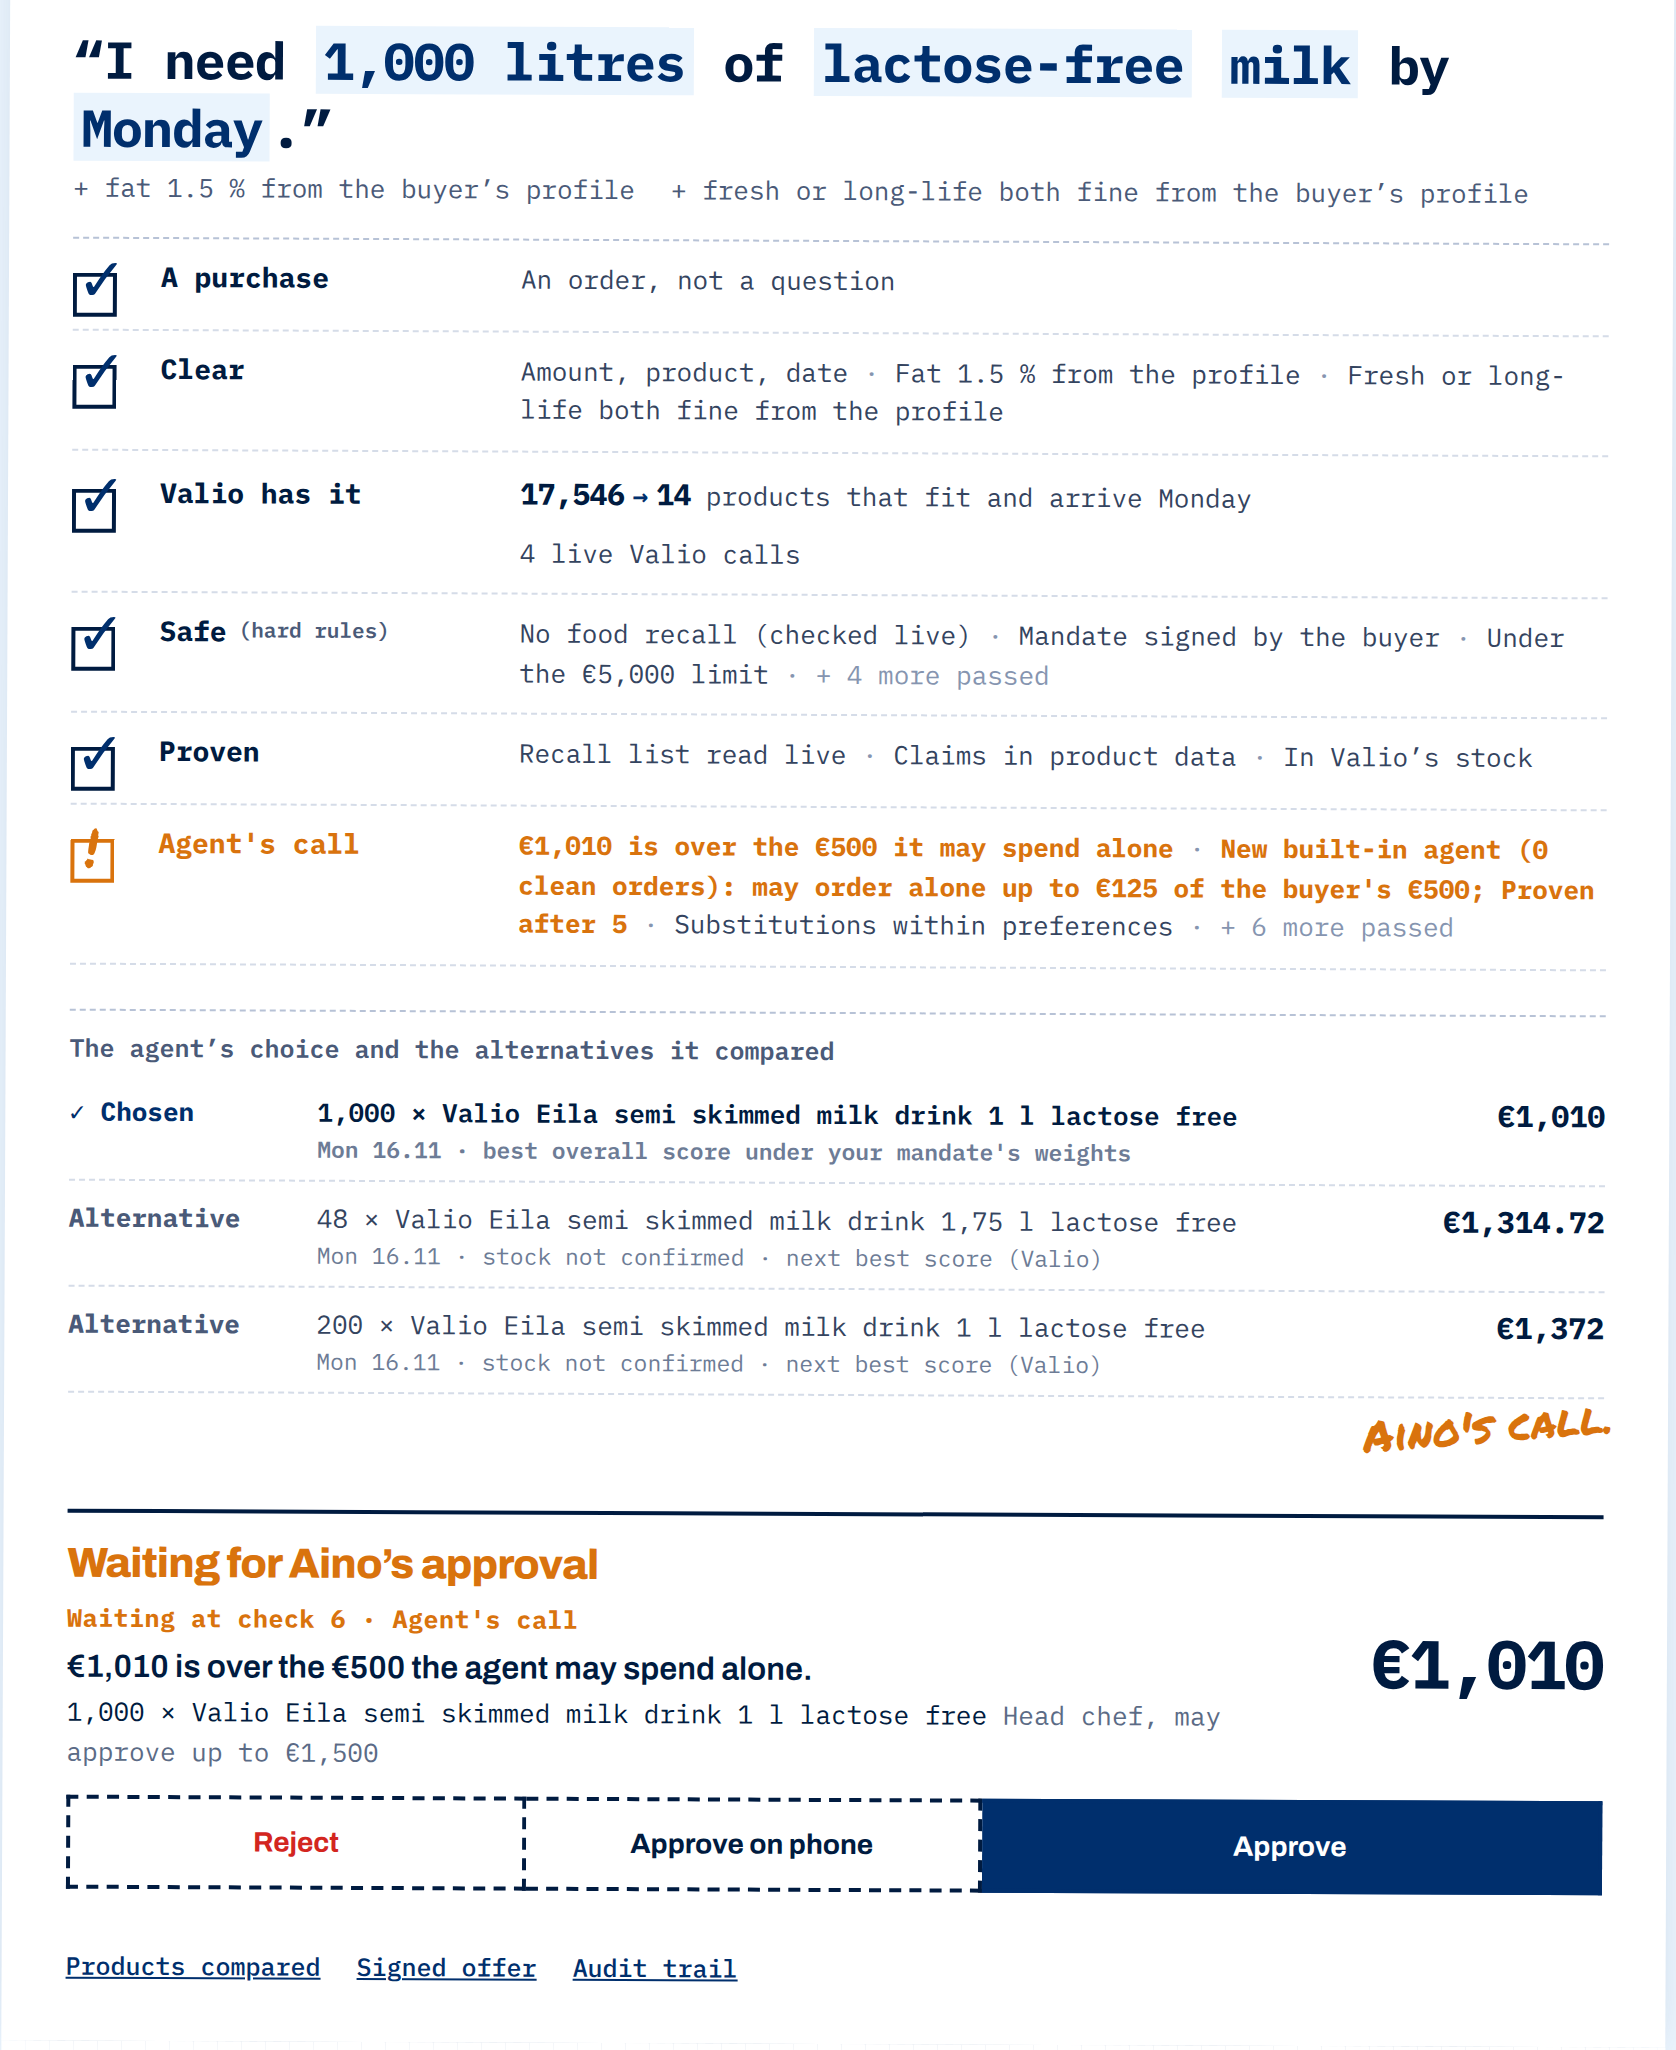 “I need 1,000 litres of lactose-free milk by
Monday.”
+ fat 1.5 % from the buyer’s profile + fresh or long-life both fine from the buyer’s profile
✓ A purchase An order, not a question
✓ Clear Amount, product, date · Fat 1.5 % from the profile · Fresh or long-
life both fine from the profile
✓ Valio has it 17,546 → 14 products that fit and arrive Monday
4 live Valio calls
✓ Safe (hard rules) No food recall (checked live) · Mandate signed by the buyer · Under
the €5,000 limit · + 4 more passed
✓ Proven Recall list read live · Claims in product data · In Valio’s stock
! Agent's call €1,010 is over the €500 it may spend alone · New built-in agent (0
clean orders): may order alone up to €125 of the buyer's €500; Proven
after 5 · Substitutions within preferences · + 6 more passed
The agent’s choice and the alternatives it compared
✓ Chosen 1,000 × Valio Eila semi skimmed milk drink 1 l lactose free €1,010
Mon 16.11 · best overall score under your mandate's weights
Alternative 48 × Valio Eila semi skimmed milk drink 1,75 l lactose free €1,314.72
Mon 16.11 · stock not confirmed · next best score (Valio)
Alternative 200 × Valio Eila semi skimmed milk drink 1 l lactose free €1,372
Mon 16.11 · stock not confirmed · next best score (Valio)
Aino's call.
Waiting for Aino’s approval
Waiting at check 6 · Agent's call
€1,010 is over the €500 the agent may spend alone.
€1,010
1,000 × Valio Eila semi skimmed milk drink 1 l lactose free Head chef, may
approve up to €1,500
Reject Approve on phone Approve
Products compared Signed offer Audit trail